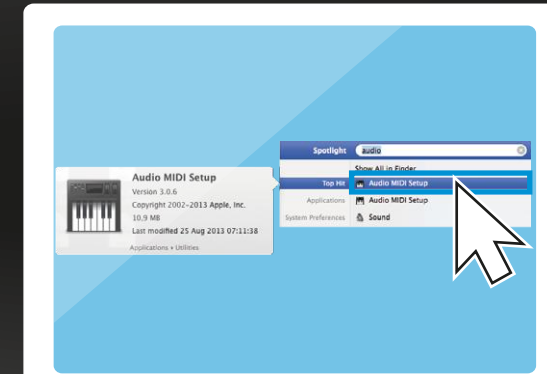 Spotlight audio
Show All in Finder
Top Hit Audio MIDI Setup
Applications Audio MIDI Setup
System Preferences Sound
Audio MIDI Setup
Version 3.0.6
Copyright 2002–2013 Apple, Inc.
10,9 MB
Last modified 25 Aug 2013 07:11:38
Applications ▸ Utilities